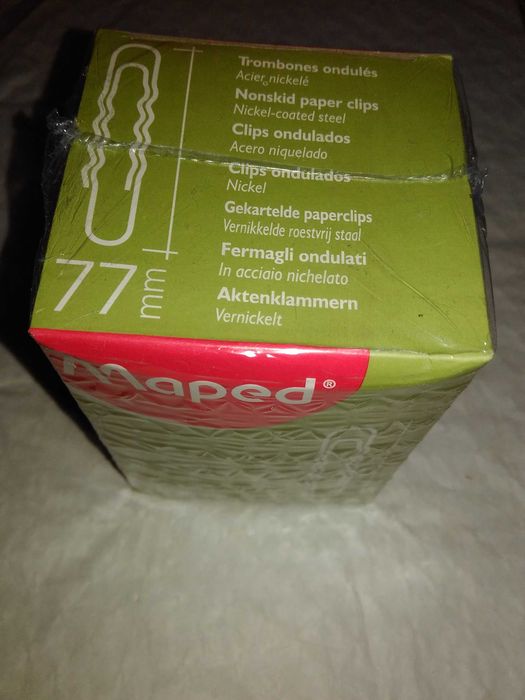 Trombones ondulés
Acier nickelé
Nonskid paper clips
Nickel-coated steel
Clips ondulados
Acero niquelado
Clips ondulados
Nickel
Gekartelde paperclips
Vernikkelde roestvrij staal
Fermagli ondulati
In acciaio nichelato
Aktenklammern
Vernickelt
77 mm
Maped®